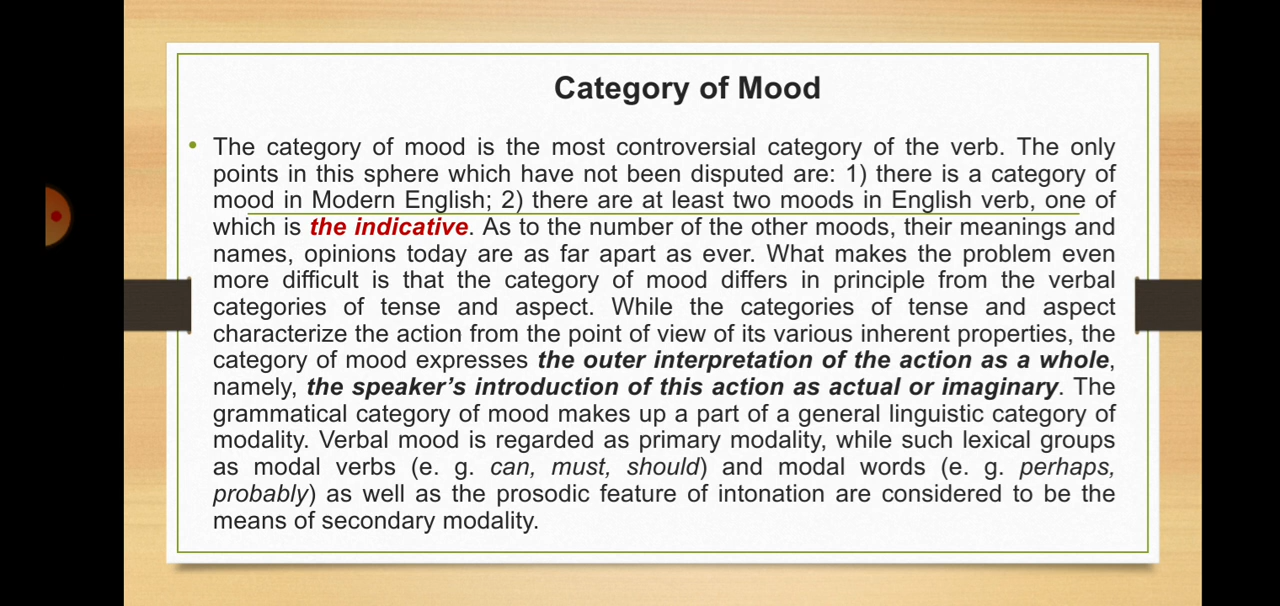 Category of Mood
• The category of mood is the most controversial category of the verb. The only
points in this sphere which have not been disputed are: 1) there is a category of
mood in Modern English; 2) there are at least two moods in English verb, one of
which is the indicative. As to the number of the other moods, their meanings and
names, opinions today are as far apart as ever. What makes the problem even
more difficult is that the category of mood differs in principle from the verbal
categories of tense and aspect. While the categories of tense and aspect
characterize the action from the point of view of its various inherent properties, the
category of mood expresses the outer interpretation of the action as a whole,
namely, the speaker’s introduction of this action as actual or imaginary. The
grammatical category of mood makes up a part of a general linguistic category of
modality. Verbal mood is regarded as primary modality, while such lexical groups
as modal verbs (e. g. can, must, should) and modal words (e. g. perhaps,
probably) as well as the prosodic feature of intonation are considered to be the
means of secondary modality.